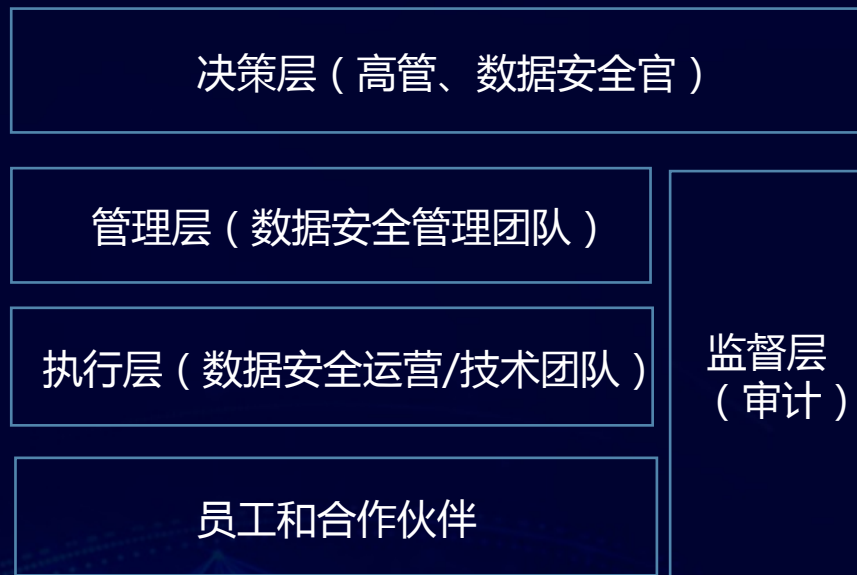 决策层（高管、数据安全官）
管理层（数据安全管理团队）
执行层（数据安全运营/技术团队）
监督层
（审计）
员工和合作伙伴